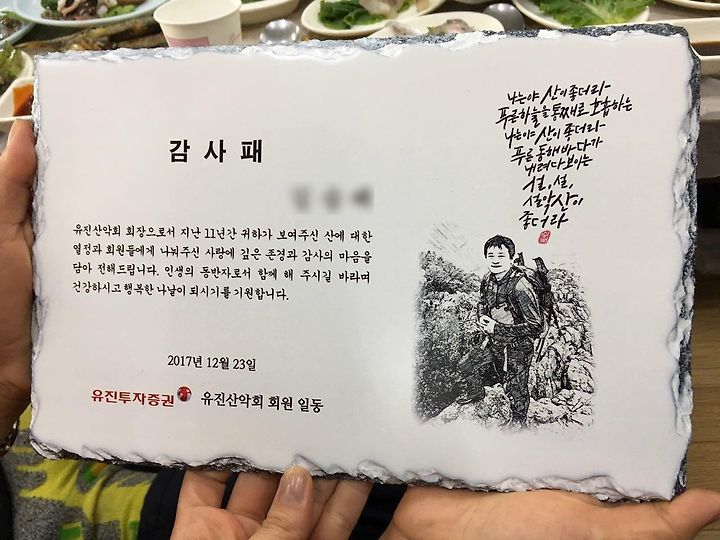 감사패
유진산악회 회장으로서 지난 11년간 귀하가 보여주신 산에 대한
열정과 회원들에게 나눠주신 사랑에 깊은 존경과 감사의 마음을
담아 전해드립니다. 인생의 동반자로서 함께 해 주시길 바라며
건강하시고 행복한 나날이 되시기를 기원합니다.
2017년 12월 23일
유진투자증권 유진산악회 회원 일동
나는야 산이 좋더라
푸른하늘을 통째로 호흡하는
나는야 산이 좋더라
푸른 동해바다가
내려다 보이는
설, 설,
설악산이
좋더라